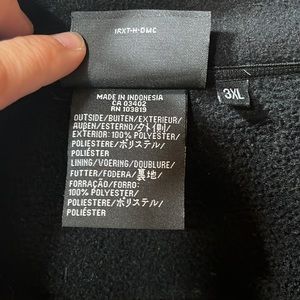 1RXT-H-DMC
MADE IN INDONESIA
CA 03402
RN 103819
OUTSIDE/BUITEN/EXTERIEUR/
AUẞEN/ESTERNO/外側/
EXTERIOR: 100% POLYESTER/
POLIESTERE/ポリエステル/
POLIÉSTER
LINING/VOERING/DOUBLURE/
FUTTER/FODERA/裏地/
FORRAÇÃO/FORRO:
100% POLYESTER/
POLIESTERE/ポリエステル/
POLIÉSTER
3XL